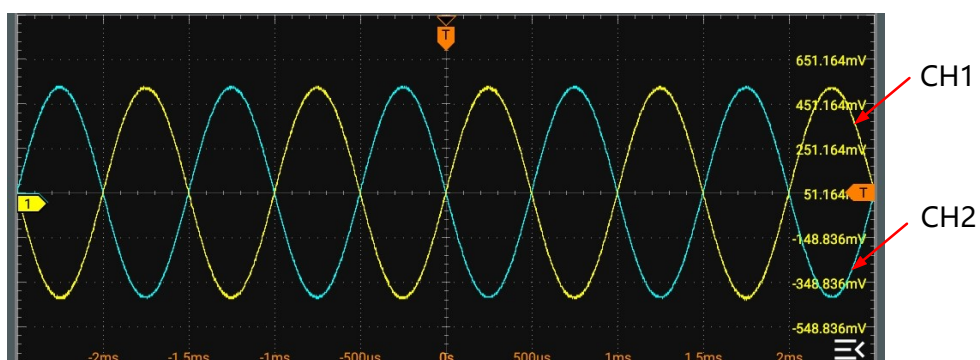 T
651.164mV
CH1
451.164mV
251.164mV
51.164m
T
1
CH2
-148.836mV
-348.836mV
-548.836mV
-2ms -1.5ms -1ms -500us 0s 500us 1ms 1.5ms 2ms